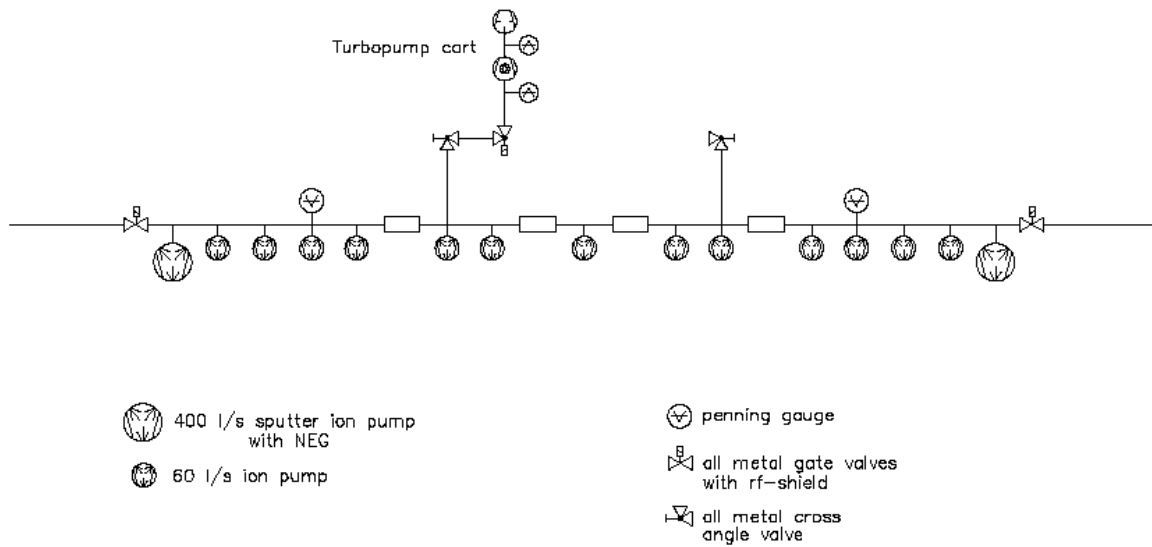 Turbopump cart
400 l/s sputter ion pump
with NEG
60 l/s ion pump
penning gauge
all metal gate valves
with rf-shield
all metal cross
angle valve